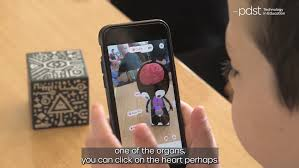 pdst
Technology
in Education
one of the organs,
you can click on the heart perhaps